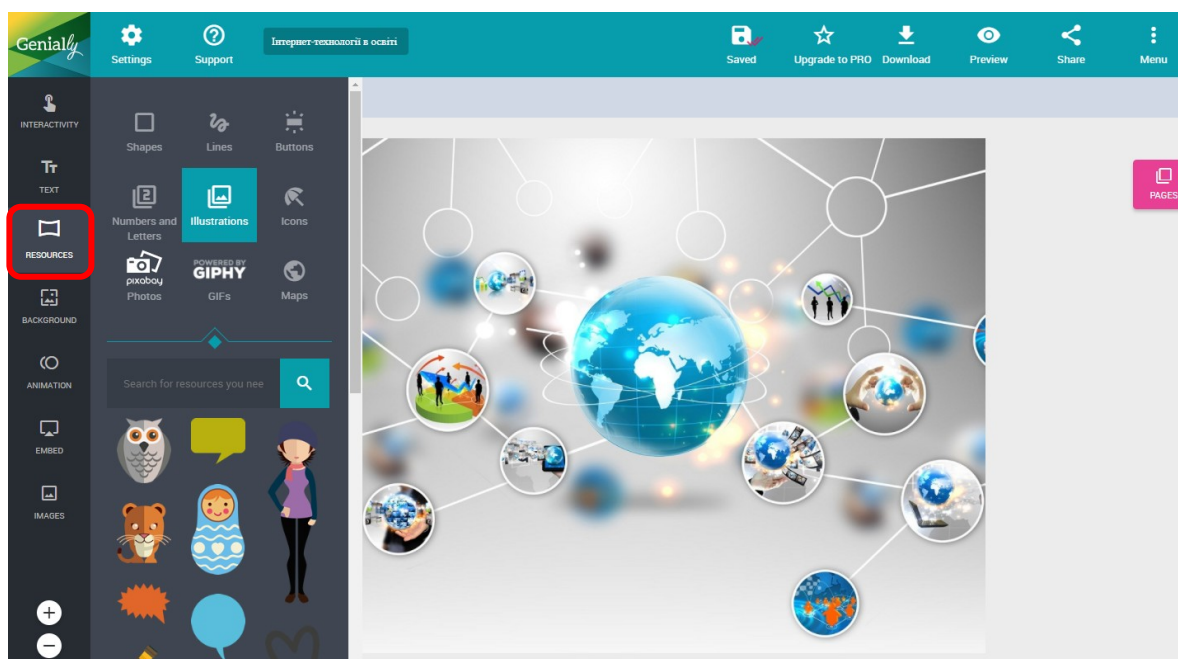 Genially
Settings
Support
Інтернет-технології в освіті
Saved
Upgrade to PRO
Download
Preview
Share
Menu
INTERACTIVITY
TEXT
RESOURCES
BACKGROUND
ANIMATION
EMBED
IMAGES
Shapes
Lines
Buttons
Numbers and
Letters
Illustrations
Icons
pixabay
Photos
POWERED BY
GIPHY
GIFs
Maps
Search for resources you nee
PAGES